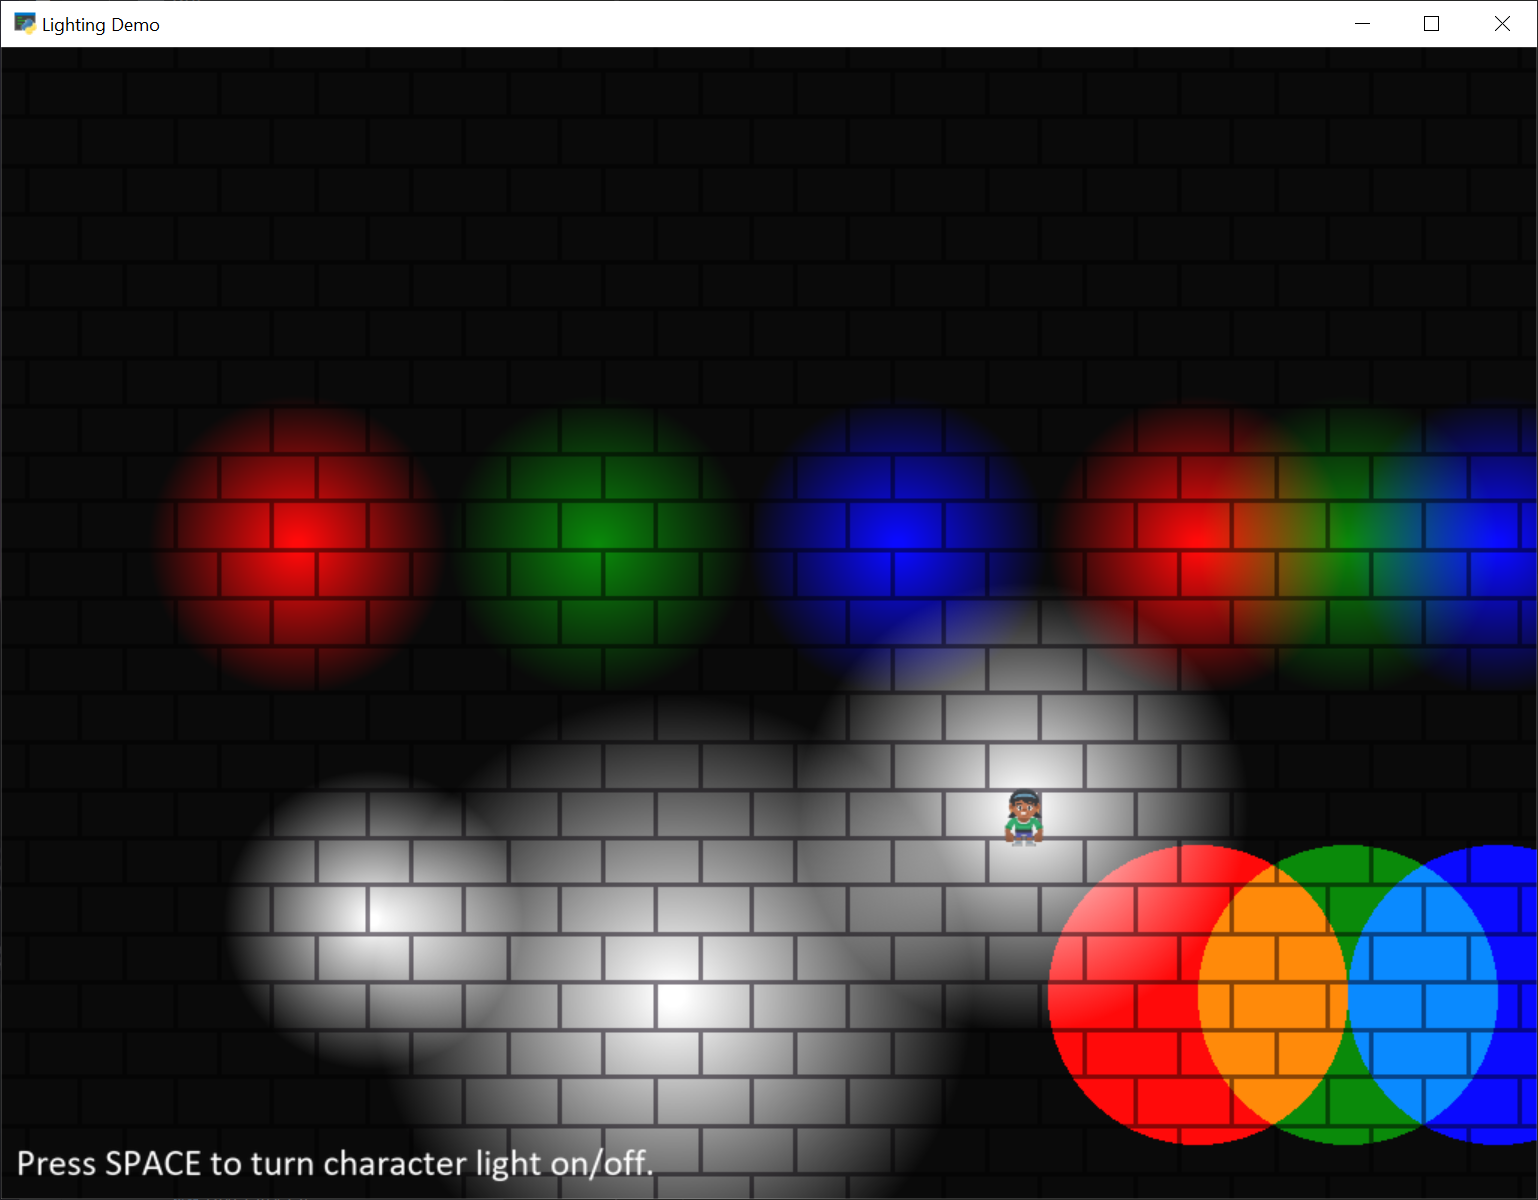 Lighting Demo
Press SPACE to turn character light on/off.